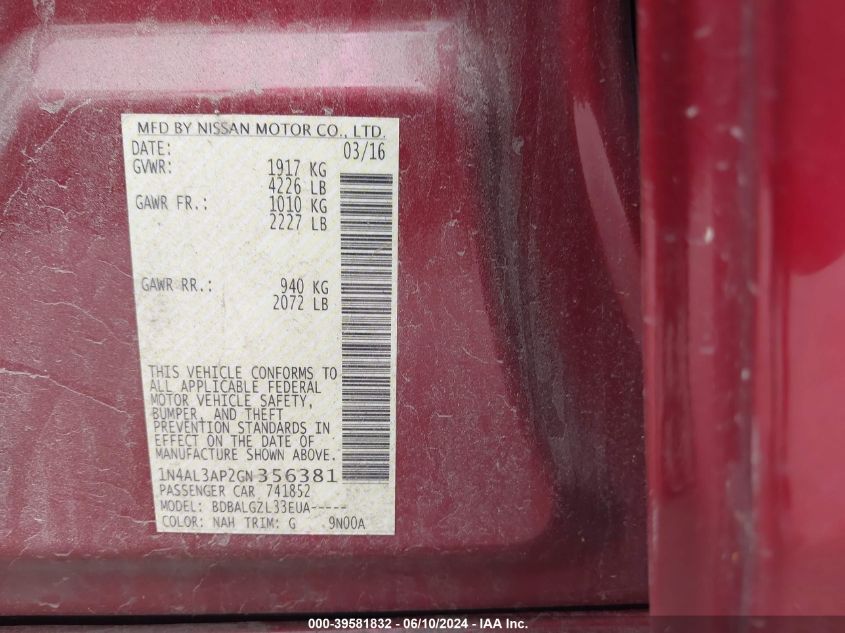 MFD BY NISSAN MOTOR CO., LTD.
DATE: 03/16
GVWR: 1917 KG
4226 LB
GAWR FR.: 1010 KG
2227 LB
GAWR RR.: 940 KG
2072 LB
THIS VEHICLE CONFORMS TO
ALL APPLICABLE FEDERAL
MOTOR VEHICLE SAFETY,
BUMPER, AND THEFT
PREVENTION STANDARDS IN
EFFECT ON THE DATE OF
MANUFACTURE SHOWN ABOVE.
1N4AL3AP2GN356381
PASSENGER CAR 741852
MODEL: BDBALGZL33EUA-----
COLOR: NAH TRIM: G 9N00A
000-39581832 - 06/10/2024 - IAA Inc.